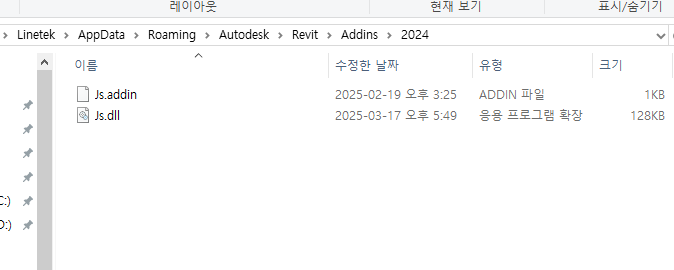 레이아웃 현재 보기 표시/숨기기
Linetek > AppData > Roaming > Autodesk > Revit > Addins > 2024
이름 수정한 날짜 유형 크기
Js.addin 2025-02-19 오후 3:25 ADDIN 파일 1KB
Js.dll 2025-03-17 오후 5:49 응용 프로그램 확장 128KB
C:)
D:)